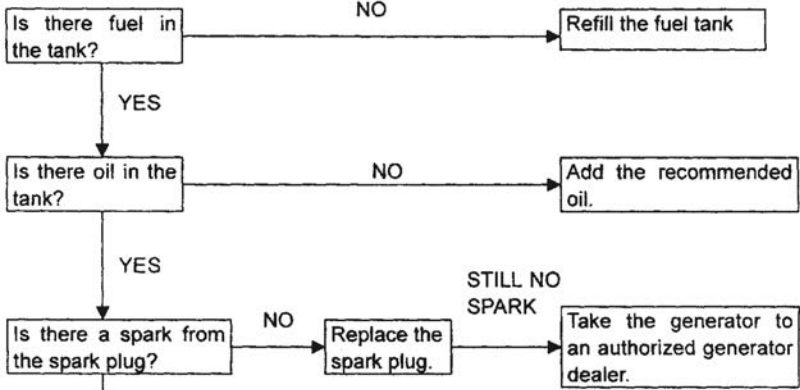 Is there fuel in
the tank?
NO
Refill the fuel tank
YES
Is there oil in the
tank?
NO
Add the recommended
oil.
YES
Is there a spark from
the spark plug?
NO
Replace the
spark plug.
STILL NO
SPARK
Take the generator to
an authorized generator
dealer.